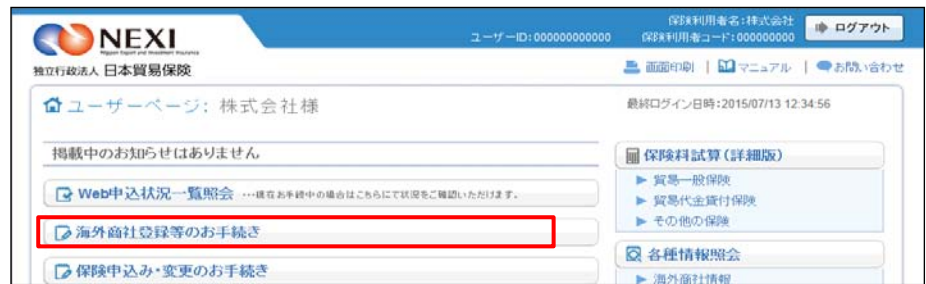 NEXI
Nippon Export and Investment Insurance
独立行政法人 日本貿易保険
ユーザーID:000000000000
保険利用者名:株式会社
保険利用者コード:000000000
ログアウト
画面印刷 | マニュアル | お問い合わせ
ユーザーページ: 株式会社様
最終ログイン日時:2015/07/13 12:34:56
掲載中のお知らせはありません
Web申込状況一覧照会 …現在お手続中の場合はこちらにて状況をご確認いただけます。
海外商社登録等のお手続き
保険申込み・変更のお手続き
保険料試算(詳細版)
貿易一般保険
貿易代金貸付保険
その他の保険
各種情報照会
海外商社情報